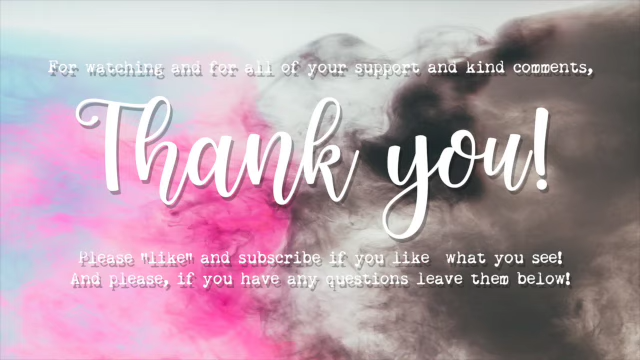 For watching and for all of your support and kind comments,
Thank you!
Please "like" and subscribe if you like what you see!
And please, if you have any questions leave them below!